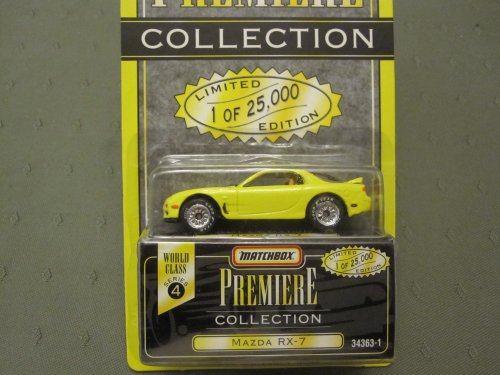 PREMIERE
COLLECTION
LIMITED
1 OF 25,000
EDITION
MATCHBOX
WORLD
CLASS
SERIES
4
PREMIERE
COLLECTION
MAZDA RX-7
LIMITED
1 OF 25,000
EDITION
34363-1